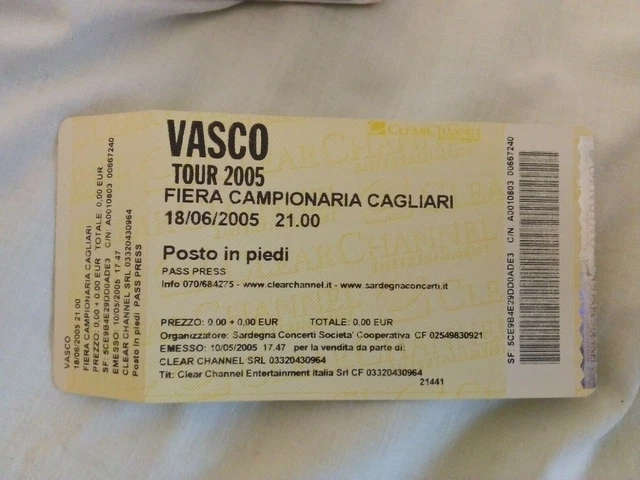 CLEARCHANNEL
VASCO
TOUR 2005
FIERA CAMPIONARIA CAGLIARI
18/06/2005 21.00
Posto in piedi
PASS PRESS
Info 070/684275 - www.clearchannel.it - www.sardegnaconcerti.it
PREZZO: 0.00 + 0,00 EUR TOTALE: 0.00 EUR
Organizzatore: Sardegna Concerti Societa' Cooperativa CF 02549830921
EMESSO: 10/05/2005 17.47 per la vendita da parte di:
CLEAR CHANNEL SRL 03320430964
Tit: Clear Channel Entertainment Italia Srl CF 03320430964
21441
VASCO
18/06/2005 21 00
FIERA CAMPIONARIA CAGLIARI
PREZZO: 0,00 + 0,00 EUR TOTALE: 0,00 EUR
SF: 5CE9B4E29DD0ADE3 C/N: A0010803 00667240
EMESSO: 10/05/2005 17.47
CLEAR CHANNEL SRL 03320430964
Posto in piedi PASS PRESS
SF 5CE9B4E29DD0ADE3 C/N A0010803 00667240